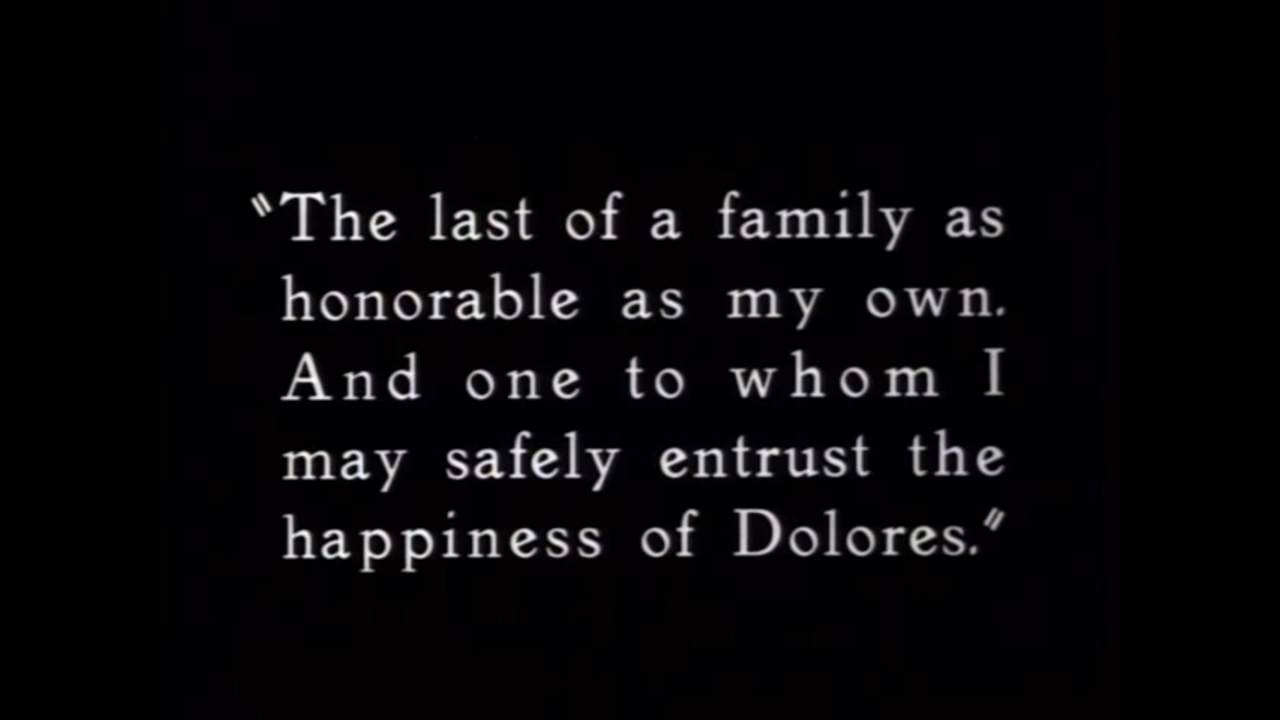 "The last of a family as
honorable as my own.
And one to whom I
may safely entrust the
happiness of Dolores."